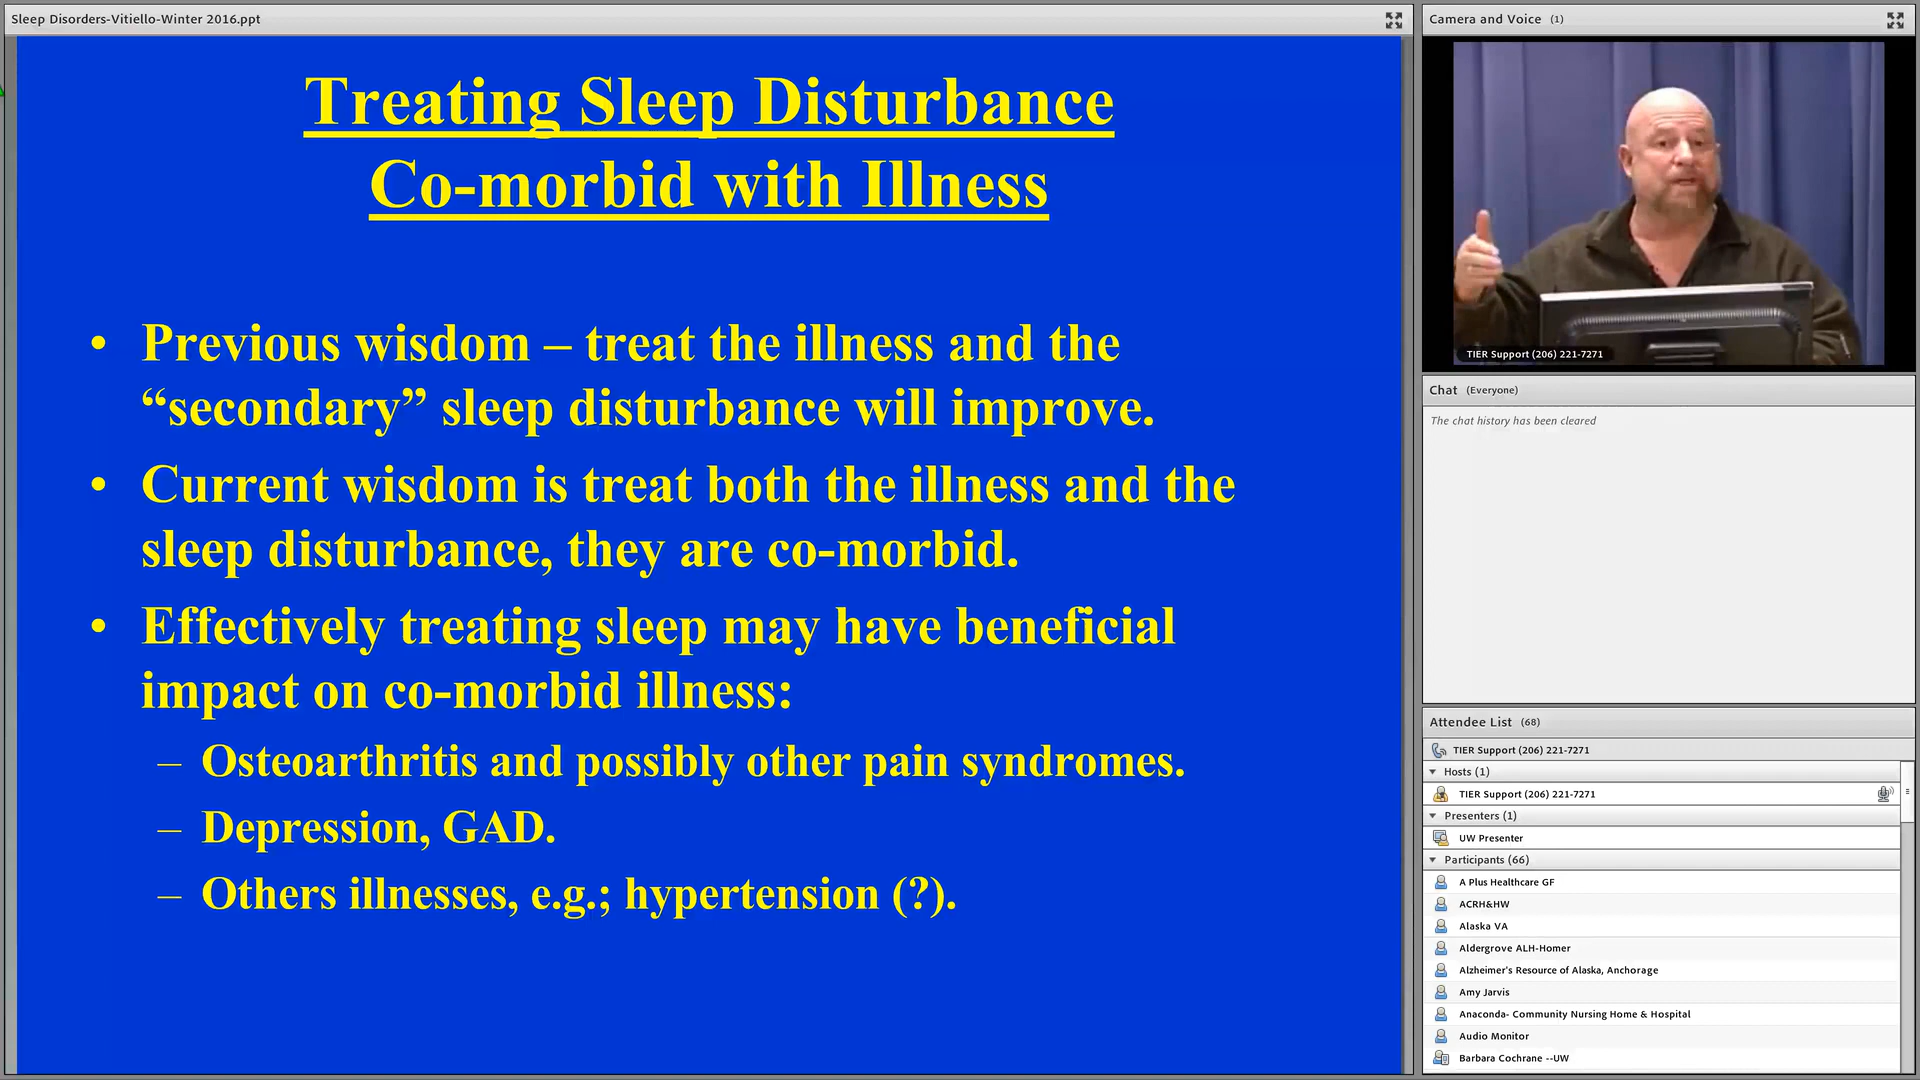 Sleep Disorders-Vitiello-Winter 2016.ppt
Treating Sleep Disturbance
Co-morbid with Illness
• Previous wisdom – treat the illness and the
“secondary” sleep disturbance will improve.
• Current wisdom is treat both the illness and the
sleep disturbance, they are co-morbid.
• Effectively treating sleep may have beneficial
impact on co-morbid illness:
– Osteoarthritis and possibly other pain syndromes.
– Depression, GAD.
– Others illnesses, e.g.; hypertension (?).
Camera and Voice (1)
TIER Support (206) 221-7271
Chat (Everyone)
The chat history has been cleared
Attendee List (68)
TIER Support (206) 221-7271
Hosts (1)
TIER Support (206) 221-7271
Presenters (1)
UW Presenter
Participants (66)
A Plus Healthcare GF
ACRH&HW
Alaska VA
Aldergrove ALH-Homer
Alzheimer's Resource of Alaska, Anchorage
Amy Jarvis
Anaconda- Community Nursing Home & Hospital
Audio Monitor
Barbara Cochrane --UW